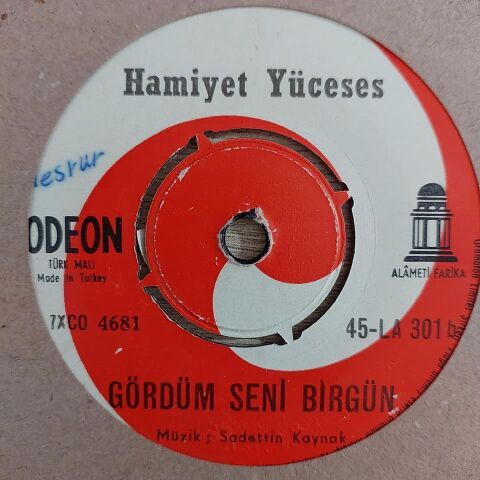 Hamiyet Yüceses
ODEON
TÜRK MALI
Made in Turkey
ALÂMETİ FARİKA
7XCO 4681
45-LA 301 b
GÖRDÜM SENİ BİRGÜN
Müzik; Sadettin Kaynak